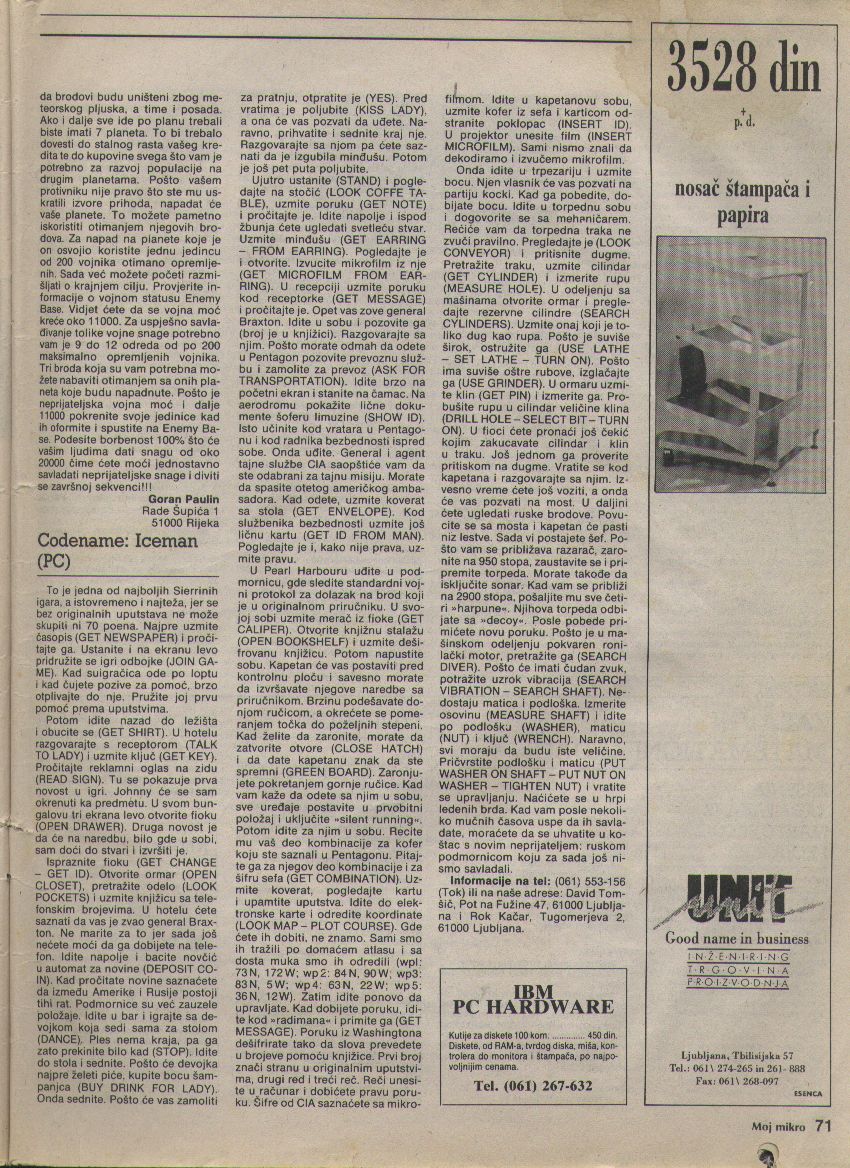 da brodovi budu uništeni zbog me-
teorskog pljuska, a time i posada.
Ako i dalje sve ide po planu trebali
biste imati 7 planeta. To bi trebalo
dovesti do stalnog rasta vašeg kre-
dita te do kupovine svega što vam je
potrebno za razvoj populacije na
drugim planetama. Pošto vašem
protivniku nije pravo što ste mu us-
kratili izvore prihoda, napadat će
vaše planete. To možete pametno
iskoristiti otimanjem njegovih bro-
dova. Za napad na planete koje je
on osvojio koristite jednu jedinicu
od 200 vojnika otimano opremlje-
nih. Sada već možete početi razmi-
šljati o krajnjem cilju. Provjerite in-
formacije o vojnom statusu Enemy
Base. Vidjet ćete da se vojna moć
kreće oko 11000. Za uspješno savla-
đivanje tolike vojne snage potrebno
vam je 9 do 12 odreda od po 200
maksimalno opremljenih vojnika.
Tri broda koja su vam potrebna mo-
žete nabaviti otimanjem sa onih pla-
neta koje budu napadnute. Pošto je
neprijateljska vojna moć i dalje
11000 pokrenite svoje jedinice kad
ih oformite i spustite na Enemy Ba-
se. Podesite borbenost 100% što će
vašim ljudima dati snagu od oko
20000 čime ćete moći jednostavno
savladati neprijateljske snage i diviti
se završnoj sekvenci!!!
Goran Paulin
Rade Šupića 1
51000 Rijeka
Codename: Iceman
(PC)
To je jedna od najboljih Sierrinih
igara, a istovremeno i najteža, jer se
bez originalnih uputstava ne može
skupiti ni 70 poena. Najpre uzmite
časopis (GET NEWSPAPER) i proči-
tajte ga. Ustanite i na ekranu levo
pridružite se igri odbojke (JOIN GA-
ME). Kad suigračica ode po loptu
i kad čujete pozive za pomoć, brzo
otplivajte do nje. Pružite joj prvu
pomoć prema uputstvima.
Potom idite nazad do ležišta
i obucite se (GET SHIRT). U hotelu
razgovarajte s receptorom (TALK
TO LADY) i uzmite ključ (GET KEY).
Pročitajte reklamni oglas na zidu
(READ SIGN). Tu se pokazuje prva
novost u igri. Johnny će se sam
okrenuti ka predmetu. U svom bun-
galovu tri ekrana levo otvorite fioku
(OPEN DRAWER). Druga novost je
da će na naredbu, bilo gde u sobi,
sam doći do stvari i izvršiti je.
Ispraznite fioku (GET CHANGE
– GET ID). Otvorite ormar (OPEN
CLOSET), pretražite odelo (LOOK
POCKETS) i uzmite knjižicu sa tele-
fonskim brojevima. U hotelu ćete
saznati da vas je zvao general Brax-
ton. Ne marite za to jer sada još
nećete moći da ga dobijete na tele-
fon. Idite napolje i bacite novčić
u automat za novine (DEPOSIT CO-
IN). Kad pročitate novine saznaćete
da između Amerike i Rusije postoji
tihi rat. Podmornice su već zauzele
položaje. Idite u bar i igrajte sa de-
vojkom koja sedi sama za stolom
(DANCE). Ples nema kraja, pa ga
zato prekinite bilo kad (STOP). Idite
do stola i sednite. Pošto će devojka
najpre želeti piće, kupite bocu šam-
panjca (BUY DRINK FOR LADY).
Onda sednite. Pošto će vas zamoliti
za pratnju, otpratite je (YES). Pred
vratima je poljubite (KISS LADY),
a ona će vas pozvati da uđete. Na-
ravno, prihvatite i sednite kraj nje.
Razgovarajte sa njom pa ćete saz-
nati da je izgubila minđušu. Potom
je još pet puta poljubite.
Ujutro ustanite (STAND) i pogle-
dajte na stočić (LOOK COFFE TA-
BLE), uzmite poruku (GET NOTE)
i pročitajte je. Idite napolje i ispod
žbunja ćete ugledati svetleću stvar.
Uzmite minđušu (GET EARRING
– FROM EARRING). Pogledajte je
i otvorite. Izvucite mikrofilm iz nje
(GET MICROFILM FROM EAR-
RING). U recepciji uzmite poruku
kod receptorke (GET MESSAGE)
i pročitajte je. Opet vas zove general
Braxton. Idite u sobu i pozovite ga
(broj je u knjižici). Razgovarajte sa
njim. Pošto morate odmah da odete
u Pentagon pozovite prevoznu služ-
bu i zamolite za prevoz (ASK FOR
TRANSPORTATION). Idite brzo na
početni ekran i stanite na čamac. Na
aerodromu pokažite lične doku-
mente šoferu limuzine (SHOW ID).
Isto učinite kod vratara u Pentago-
nu i kod radnika bezbednosti ispred
sobe. Onda uđite. General i agent
tajne službe CIA saopštiće vam da
ste odabrani za tajnu misiju. Morate
da spasite otetog američkog amba-
sadora. Kad odete, uzmite koverat
sa stola (GET ENVELOPE). Kod
službenika bezbednosti uzmite još
ličnu kartu (GET ID FROM MAN).
Pogledajte je i, kako nije prava, uz-
mite pravu.
U Pearl Harbouru uđite u pod-
mornicu, gde sledite standardni voj-
ni protokol za dolazak na brod koji
je u originalnom priručniku. U svo-
joj sobi uzmite merač iz fioke (GET
CALIPER). Otvorite knjižnu stalažu
(OPEN BOOKSHELF) i uzmite deši-
frovanu knjižicu. Potom napustite
sobu. Kapetan će vas postaviti pred
kontrolnu ploču i savesno morate
da izvršavate njegove naredbe sa
priručnikom. Brzinu podešavate do-
njom ručicom, a okrećete se pome-
ranjem točka do poželjnih stepeni.
Kad želite da zaronite, morate da
zatvorite otvore (CLOSE HATCH)
i da date kapetanu znak da ste
spremni (GREEN BOARD). Zaronju-
jete pokretanjem gornje ručice. Kad
vam kaže da odete sa njim u sobu,
sve uređaje postavite u prvobitni
položaj i uključite »silent running«.
Potom idite za njim u sobu. Recite
mu vaš deo kombinacije za kofer
koju ste saznali u Pentagonu. Pitaj-
te ga za njegov deo kombinacije i za
šifru sefa (GET COMBINATION). Uz-
mite koverat, pogledajte kartu
i upamtite uputstva. Idite do elek-
tronske karte i odredite koordinate
(LOOK MAP – PLOT COURSE). Gde
ćete ih dobiti, ne znamo. Sami smo
ih tražili po domaćem atlasu i sa
dosta muka smo ih odredili (wpl:
73 N, 172 W; wp 2: 84 N, 90 W; wp3:
83 N, 5 W; wp 4: 63 N, 22 W; wp 5:
36 N, 12 W). Zatim idite ponovo da
upravljate. Kad dobijete poruku, idi-
te kod »radimana« i primite ga (GET
MESSAGE). Poruku iz Washingtona
dešifrirate tako da slova prevedete
u brojeve pomoću knjižice. Prvi broj
znači stranu u originalnim uputstvi-
ma, drugi red i treći reč. Reči unesi-
te u računar i dobićete pravu poru-
ku. Šifre od CIA saznaćete sa mikro-
filmom. Idite u kapetanovu sobu,
uzmite kofer iz sefa i karticom od-
stranite poklopac (INSERT ID).
U projektor unesite film (INSERT
MICROFILM). Sami nismo znali da
dekodiramo i izvučemo mikrofilm.
Onda idite u trpezariju i uzmite
bocu. Njen vlasnik će vas pozvati na
partiju kocki. Kad ga pobedite, do-
bijate bocu. Idite u torpednu sobu
i dogovorite se sa mehaničarem.
Rećiće vam da torpedna traka ne
zvuči pravilno. Pregledajte je (LOOK
CONVEYOR) i pritisnite dugme.
Pretražite traku, uzmite cilindar
(GET CYLINDER) i izmerite rupu
(MEASURE HOLE). U odeljenju sa
mašinama otvorite ormar i pregle-
dajte rezervne cilindre (SEARCH
CYLINDERS). Uzmite onaj koji je to-
liko dug kao rupa. Pošto je suviše
širok, ostružite ga (USE LATHE
– SET LATHE – TURN ON). Pošto
ima suviše oštre rubove, izglačajte
ga (USE GRINDER). U ormaru uzmi-
te klin (GET PIN) i izmerite ga. Pro-
bušite rupu u cilindar veličine klina
(DRILL HOLE – SELECT BIT – TURN
ON). U fioci ćete pronaći još čekić
kojim zakucavate cilindar i klin
u traku. Još jednom ga proverite
pritiskom na dugme. Vratite se kod
kapetana i razgovarajte sa njim. Iz-
vesno vreme ćete još voziti, a onda
će vas pozvati na most. U daljini
ćete ugledati ruske brodove. Povu-
cite se sa mosta i kapetan će pasti
niz lestve. Sada vi postajete šef. Po-
što vam se približava razarač, zaro-
nite na 950 stopa, zaustavite se i pri-
premite torpeda. Morate takođe da
isključite sonar. Kad vam se približi
na 2900 stopa, pošaljite mu sve četi-
ri »harpune«. Njihova torpeda odbi-
jate sa »decoy«. Posle pobede pri-
mićete novu poruku. Pošto je u ma-
šinskom odeljenju pokvaren roni-
lački motor, pretražite ga (SEARCH
DIVER). Pošto će imati čudan zvuk,
potražite uzrok vibracija (SEARCH
VIBRATION – SEARCH SHAFT). Ne-
dostaju matica i podloška. Izmerite
osovinu (MEASURE SHAFT) i idite
po podlošku (WASHER), maticu
(NUT) i ključ (WRENCH). Naravno,
svi moraju da budu iste veličine.
Pričvrstite podlošku i maticu (PUT
WASHER ON SHAFT – PUT NUT ON
WASHER – TIGHTEN NUT) i vratite
se upravljanju. Naćićete se u hrpi
ledenih brda. Kad vam posle nekoli-
ko mučnih časova uspe da ih savla-
date, moraćete da se uhvatite u ko-
štac s novim neprijateljem: ruskom
podmornicom koju za sada još ni-
smo savladali.
Informacije na tel: (061) 553-156
(Tok) ili na naše adrese: David Tom-
šič, Pot na Fužine 47, 61000 Ljublja-
na i Rok Kačar, Tugomerjeva 2,
61000 Ljubljana.
IBM
PC HARDWARE
Kutije za diskete 100 kom. ............. 450 din.
Diskete, od RAM-a, tvrdog diska, miša, kon-
trolera do monitora i štampača, po najpo-
voljnijim cenama.
Tel. (061) 267-632
3528 din
+
p. d.
nosač štampača i
papira
UNIT
unit
Good name in business
INŽENIRING
TRGOVINA
PROIZVODNJA
Ljubljana, Tbilisijska 57
Tel.: 061\ 274-265 in 261- 888
Fax: 061\ 268-097
ESENCA
Moj mikro 71